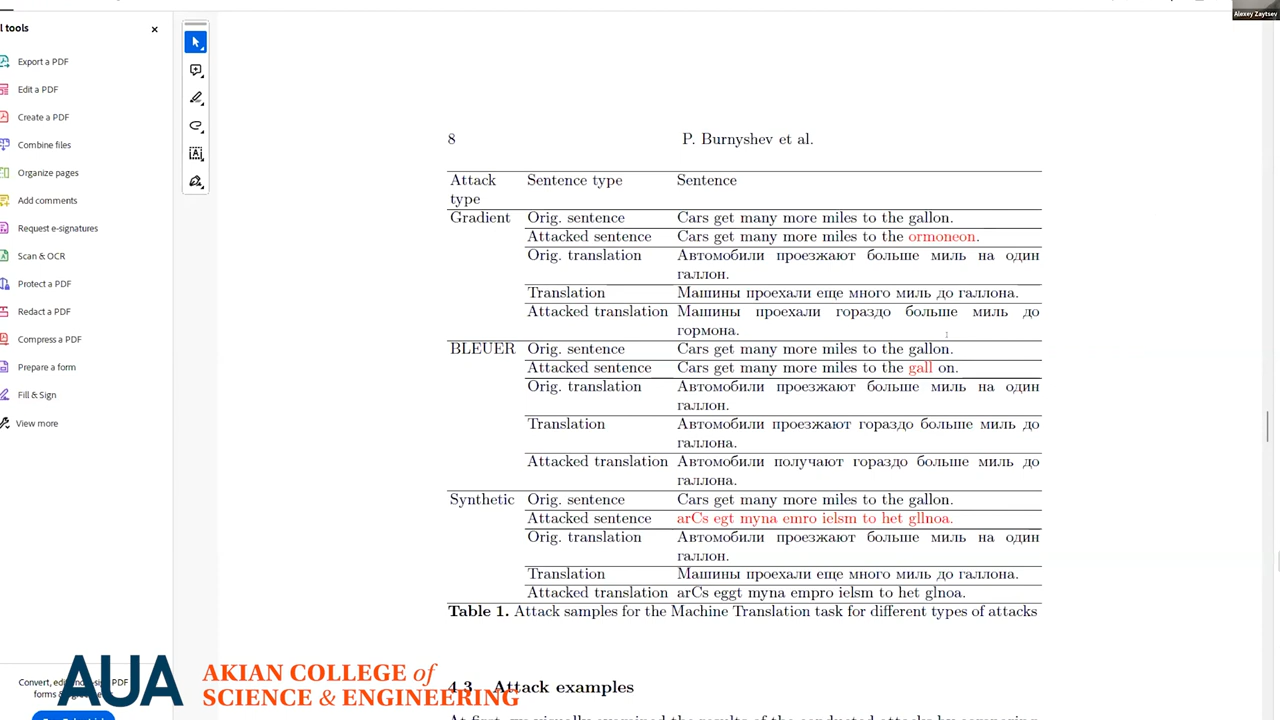 Alexey Zaytsev
l tools
Export a PDF
Edit a PDF
Create a PDF
Combine files
Organize pages
Add comments
Request e-signatures
Scan & OCR
Protect a PDF
Redact a PDF
Compress a PDF
Prepare a form
Fill & Sign
View more
8 P. Burnyshev et al.
Attack type Sentence type Sentence
Gradient Orig. sentence Cars get many more miles to the gallon.
Attacked sentence Cars get many more miles to the ormoneon.
Orig. translation Автомобили проезжают больше миль на один
галлон.
Translation Машины проехали еще много миль до галлона.
Attacked translation Машины проехали гораздо больше миль до
гормона.
BLEUER Orig. sentence Cars get many more miles to the gallon.
Attacked sentence Cars get many more miles to the gall on.
Orig. translation Автомобили проезжают больше миль на один
галлон.
Translation Автомобили проезжают гораздо больше миль до
галлона.
Attacked translation Автомобили получают гораздо больше миль до
галлона.
Synthetic Orig. sentence Cars get many more miles to the gallon.
Attacked sentence arCs egt myna emro ielsm to het gllnoa.
Orig. translation Автомобили проезжают больше миль на один
галлон.
Translation Машины проехали еще много миль до галлона.
Attacked translation arCs eggt myna empro ielsm to het glnoa.
Table 1. Attack samples for the Machine Translation task for different types of attacks
4.3 Attack examples
Convert, PDF
forms &
AUA AKIAN COLLEGE of
SCIENCE & ENGINEERING